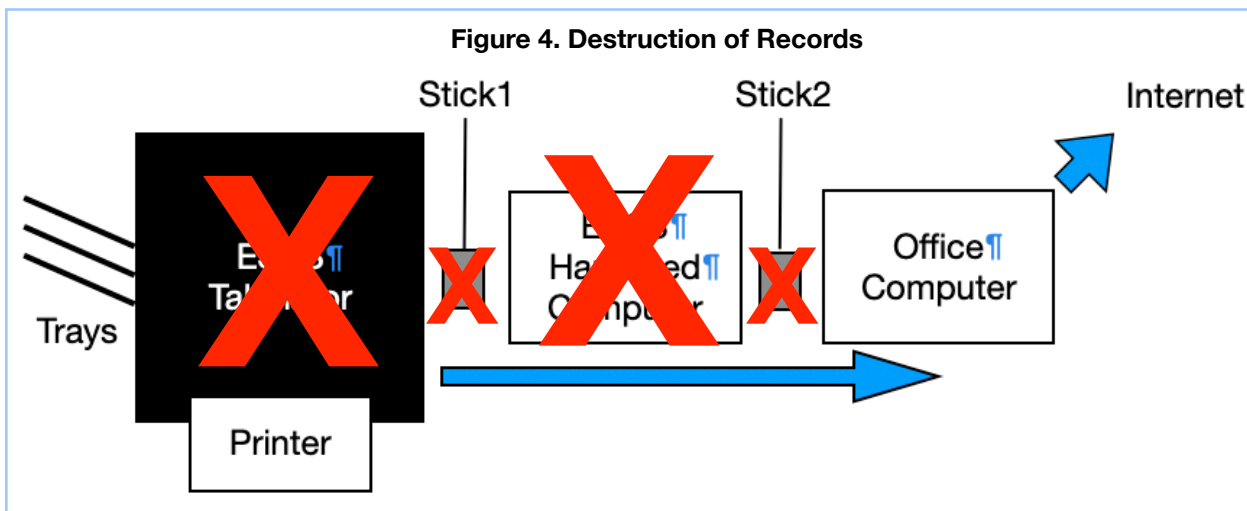 Figure 4. Destruction of Records
Stick1
Stick2
Internet
Office¶
Computer
Trays
Printer